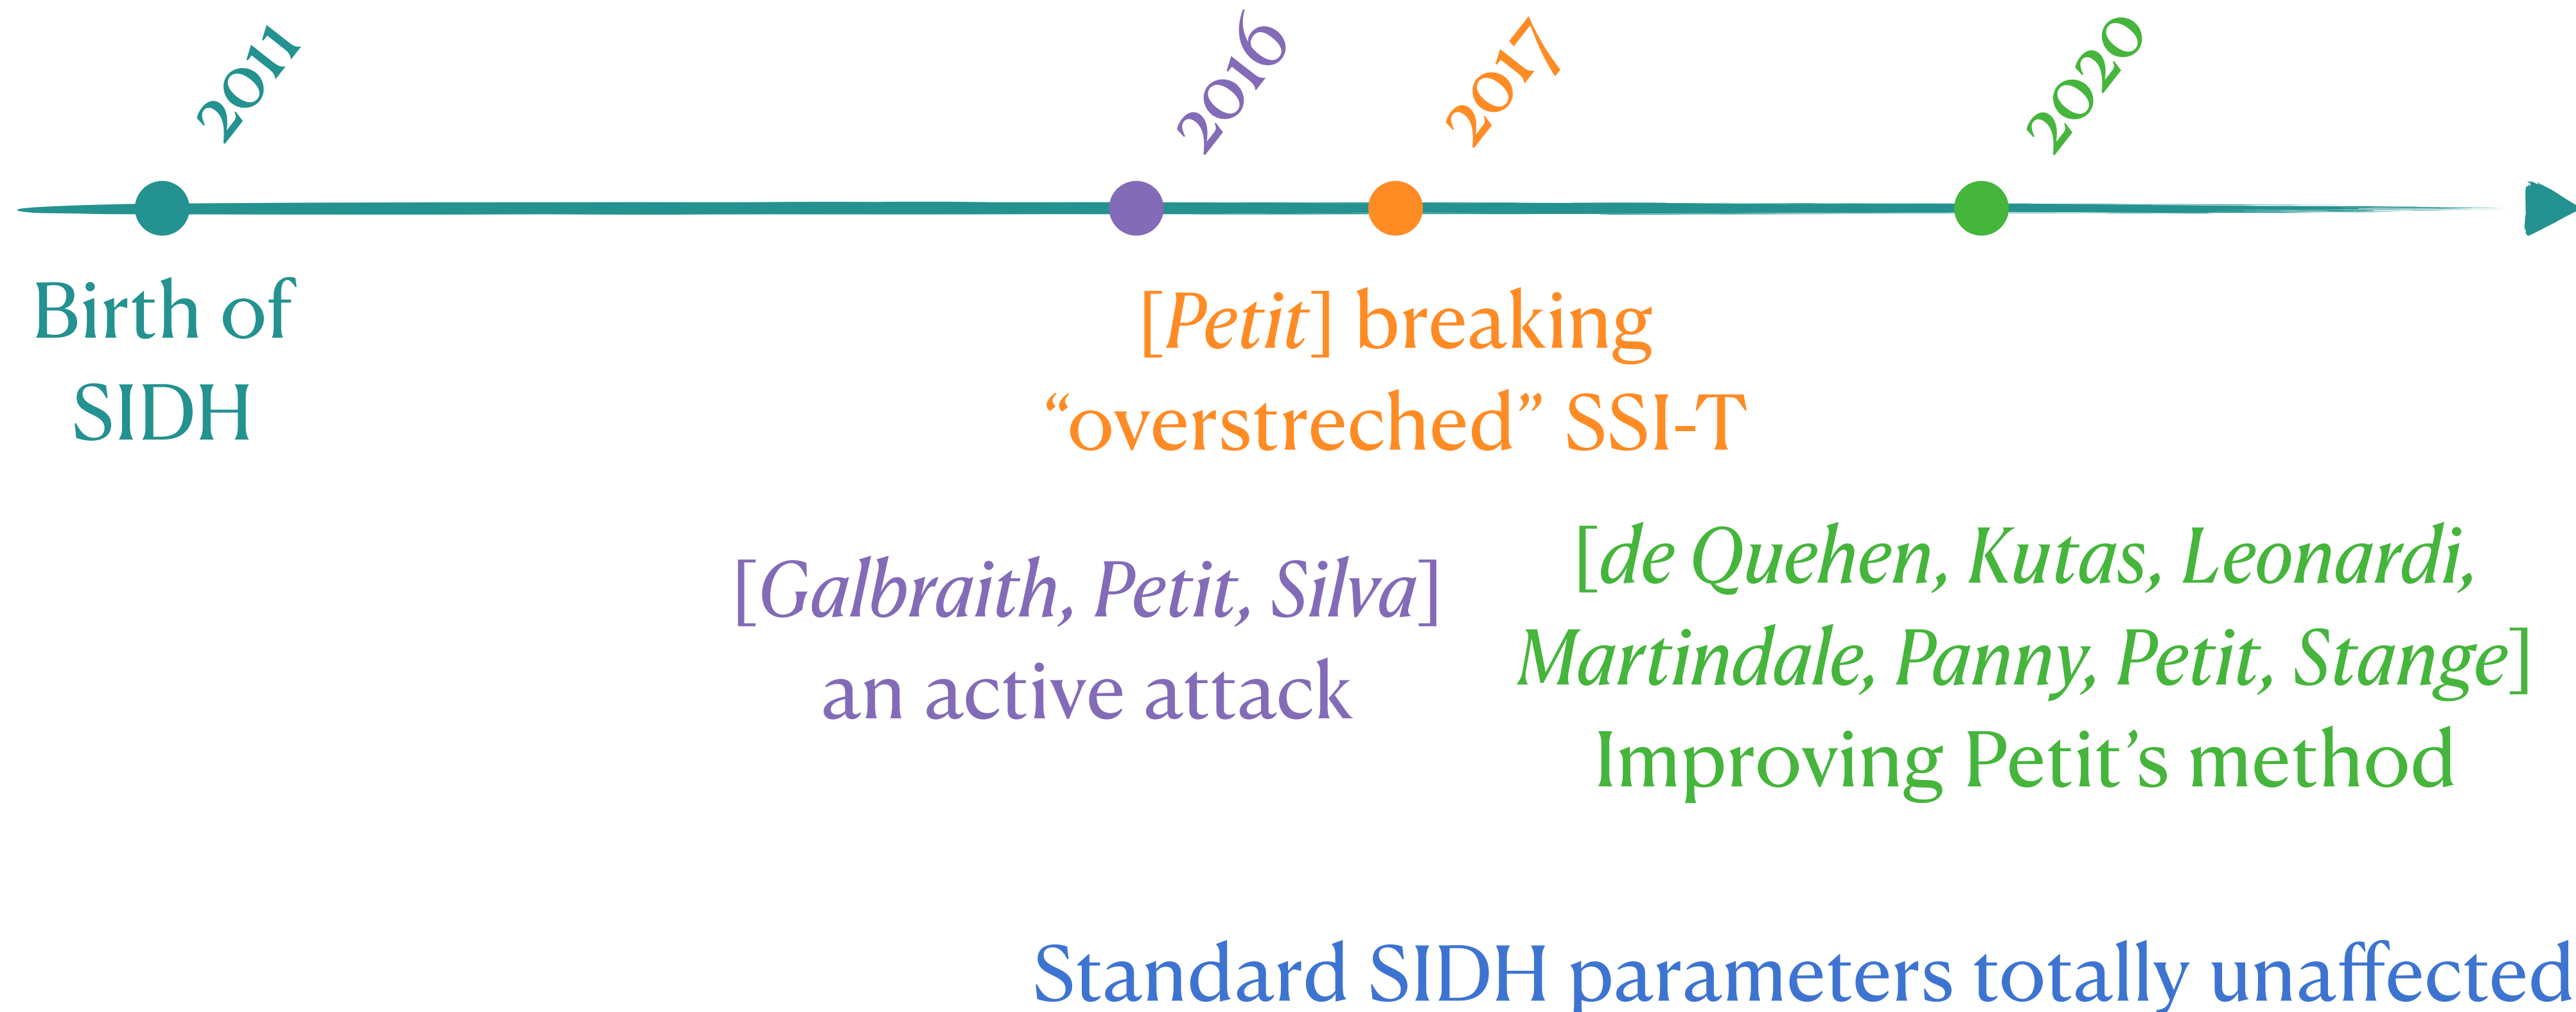 2011
2016
2017
2020
Birth of
SIDH
[Petit] breaking
“overstreched” SSI-T
[Galbraith, Petit, Silva]
an active attack
[de Quehen, Kutas, Leonardi,
Martindale, Panny, Petit, Stange]
Improving Petit’s method
Standard SIDH parameters totally unaffected